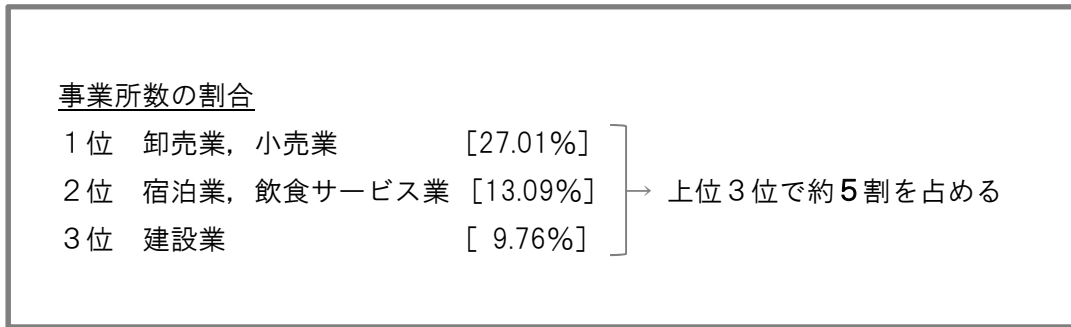 事業所数の割合
１位　卸売業，小売業　[27.01％]
２位　宿泊業，飲食サービス業　[13.09％]　→　上位３位で約５割を占める
３位　建設業　[ 9.76％]